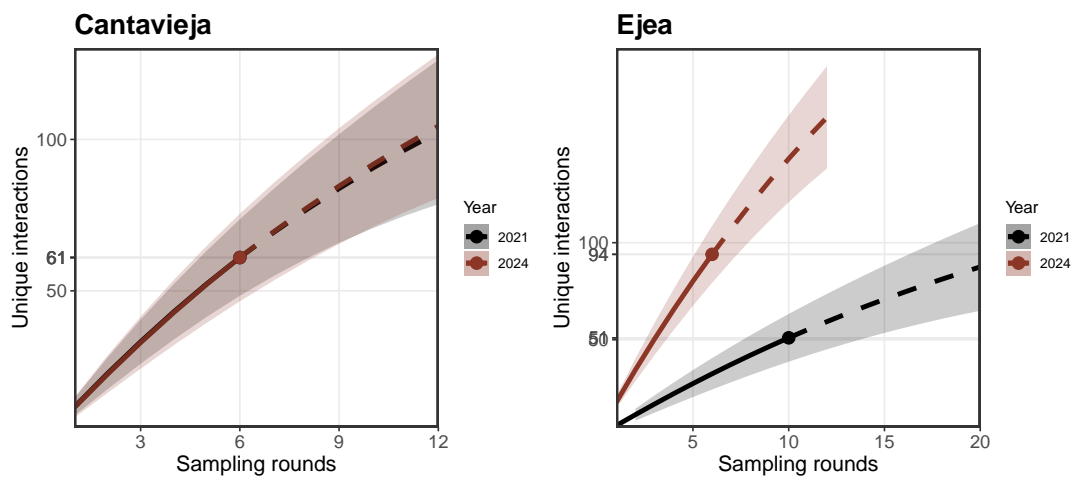 Cantavieja
Unique interactions
100
61
50
3
6
9
12
Sampling rounds
Year
2021
2024
Ejea
Unique interactions
100
94
51
50
5
10
15
20
Sampling rounds
Year
2021
2024